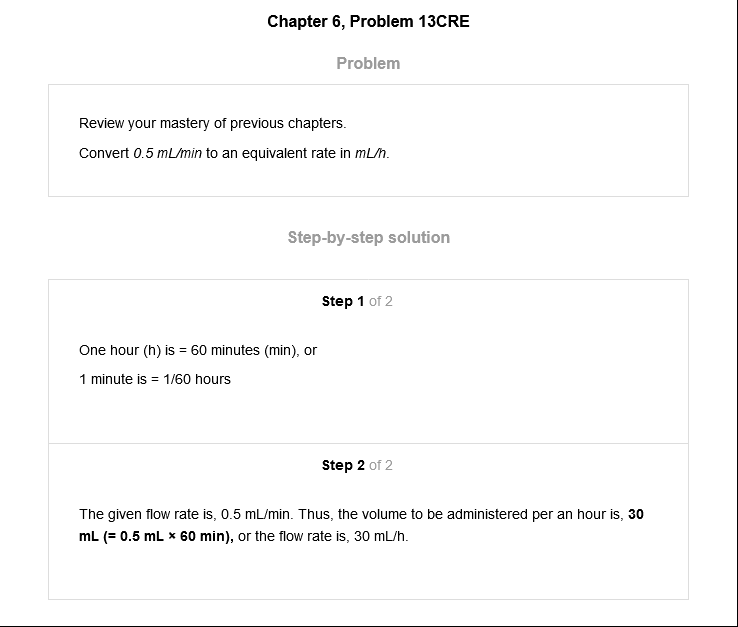 Chapter 6, Problem 13CRE
Problem
Review your mastery of previous chapters.
Convert 0.5 mL/min to an equivalent rate in mL/h.
Step-by-step solution
Step 1 of 2
One hour (h) is = 60 minutes (min), or
1 minute is = 1/60 hours
Step 2 of 2
The given flow rate is, 0.5 mL/min. Thus, the volume to be administered per an hour is, 30
mL (= 0.5 mL × 60 min), or the flow rate is, 30 mL/h.